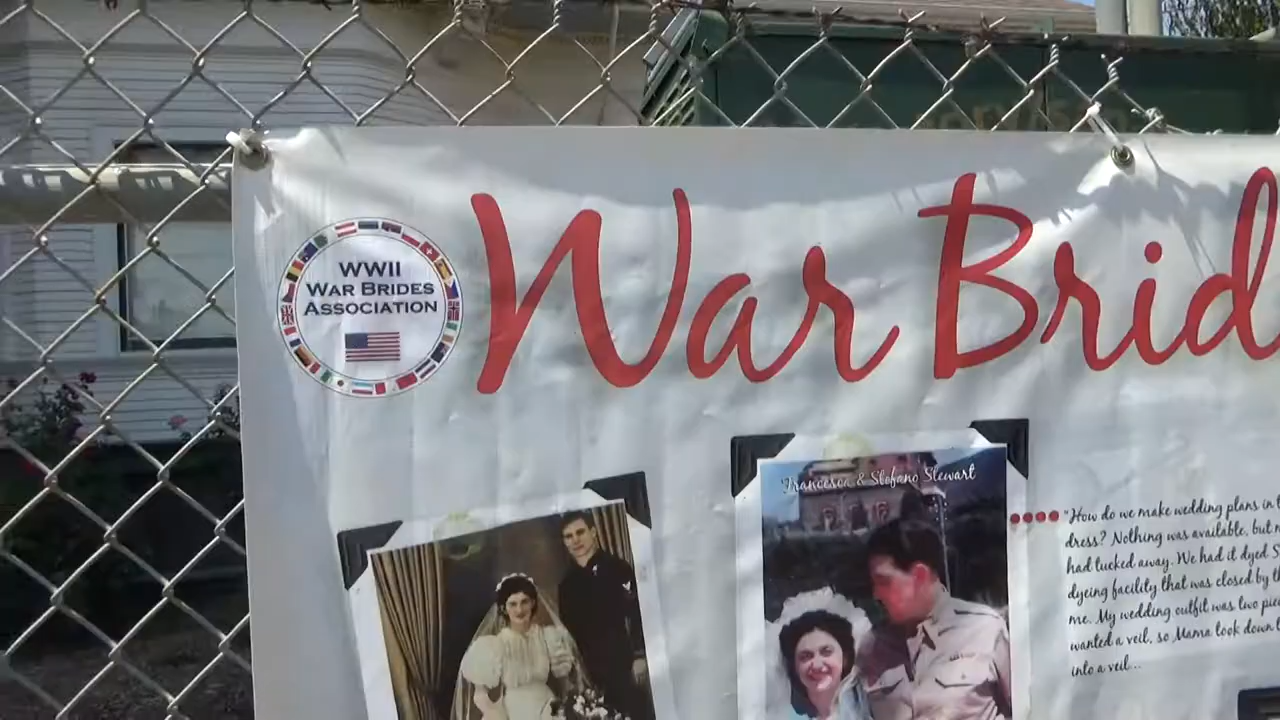 WWII
WAR BRIDES
ASSOCIATION
War Brid
Francesca & Stefano Stewart
"How do we make wedding plans in
dress? Nothing was available, but
had tucked away. We had it dyed
dyeing facility that was closed by
me. My wedding outfit was two
wanted a veil, so Mama took down
into a veil...